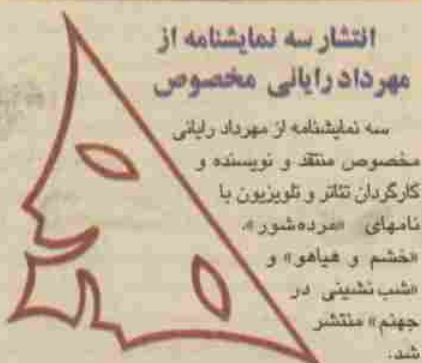 انتشار سه نمایشنامه از
مهرداد رایانی مخصوص
سه نمایشنامه از مهرداد رایانی
مخصوص منتقد و نویسنده و
کارگردان تئاتر و تلویزیون با
نامهای «مرده‌شور»،
«خشم و هیاهو» و
«شب نشینی در
جهنم» منتشر
شد.